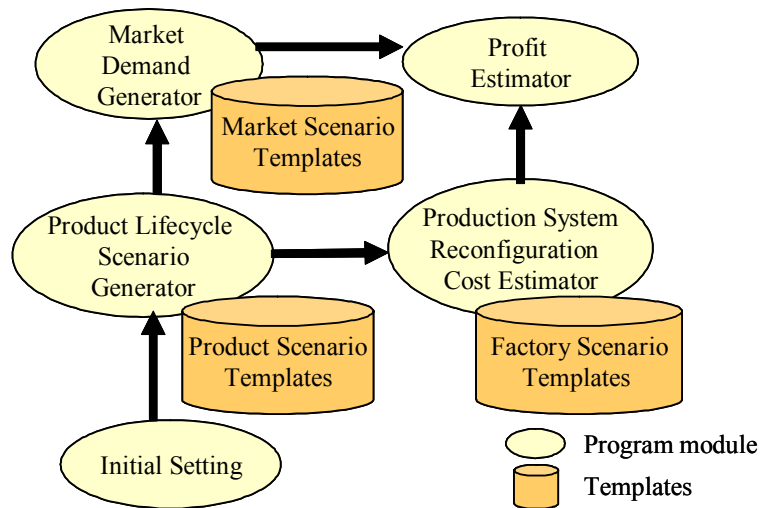 Market
Demand
Generator
Profit
Estimator
Market Scenario
Templates
Product Lifecycle
Scenario
Generator
Production System
Reconfiguration
Cost Estimator
Product Scenario
Templates
Factory Scenario
Templates
Initial Setting
Program module
Templates